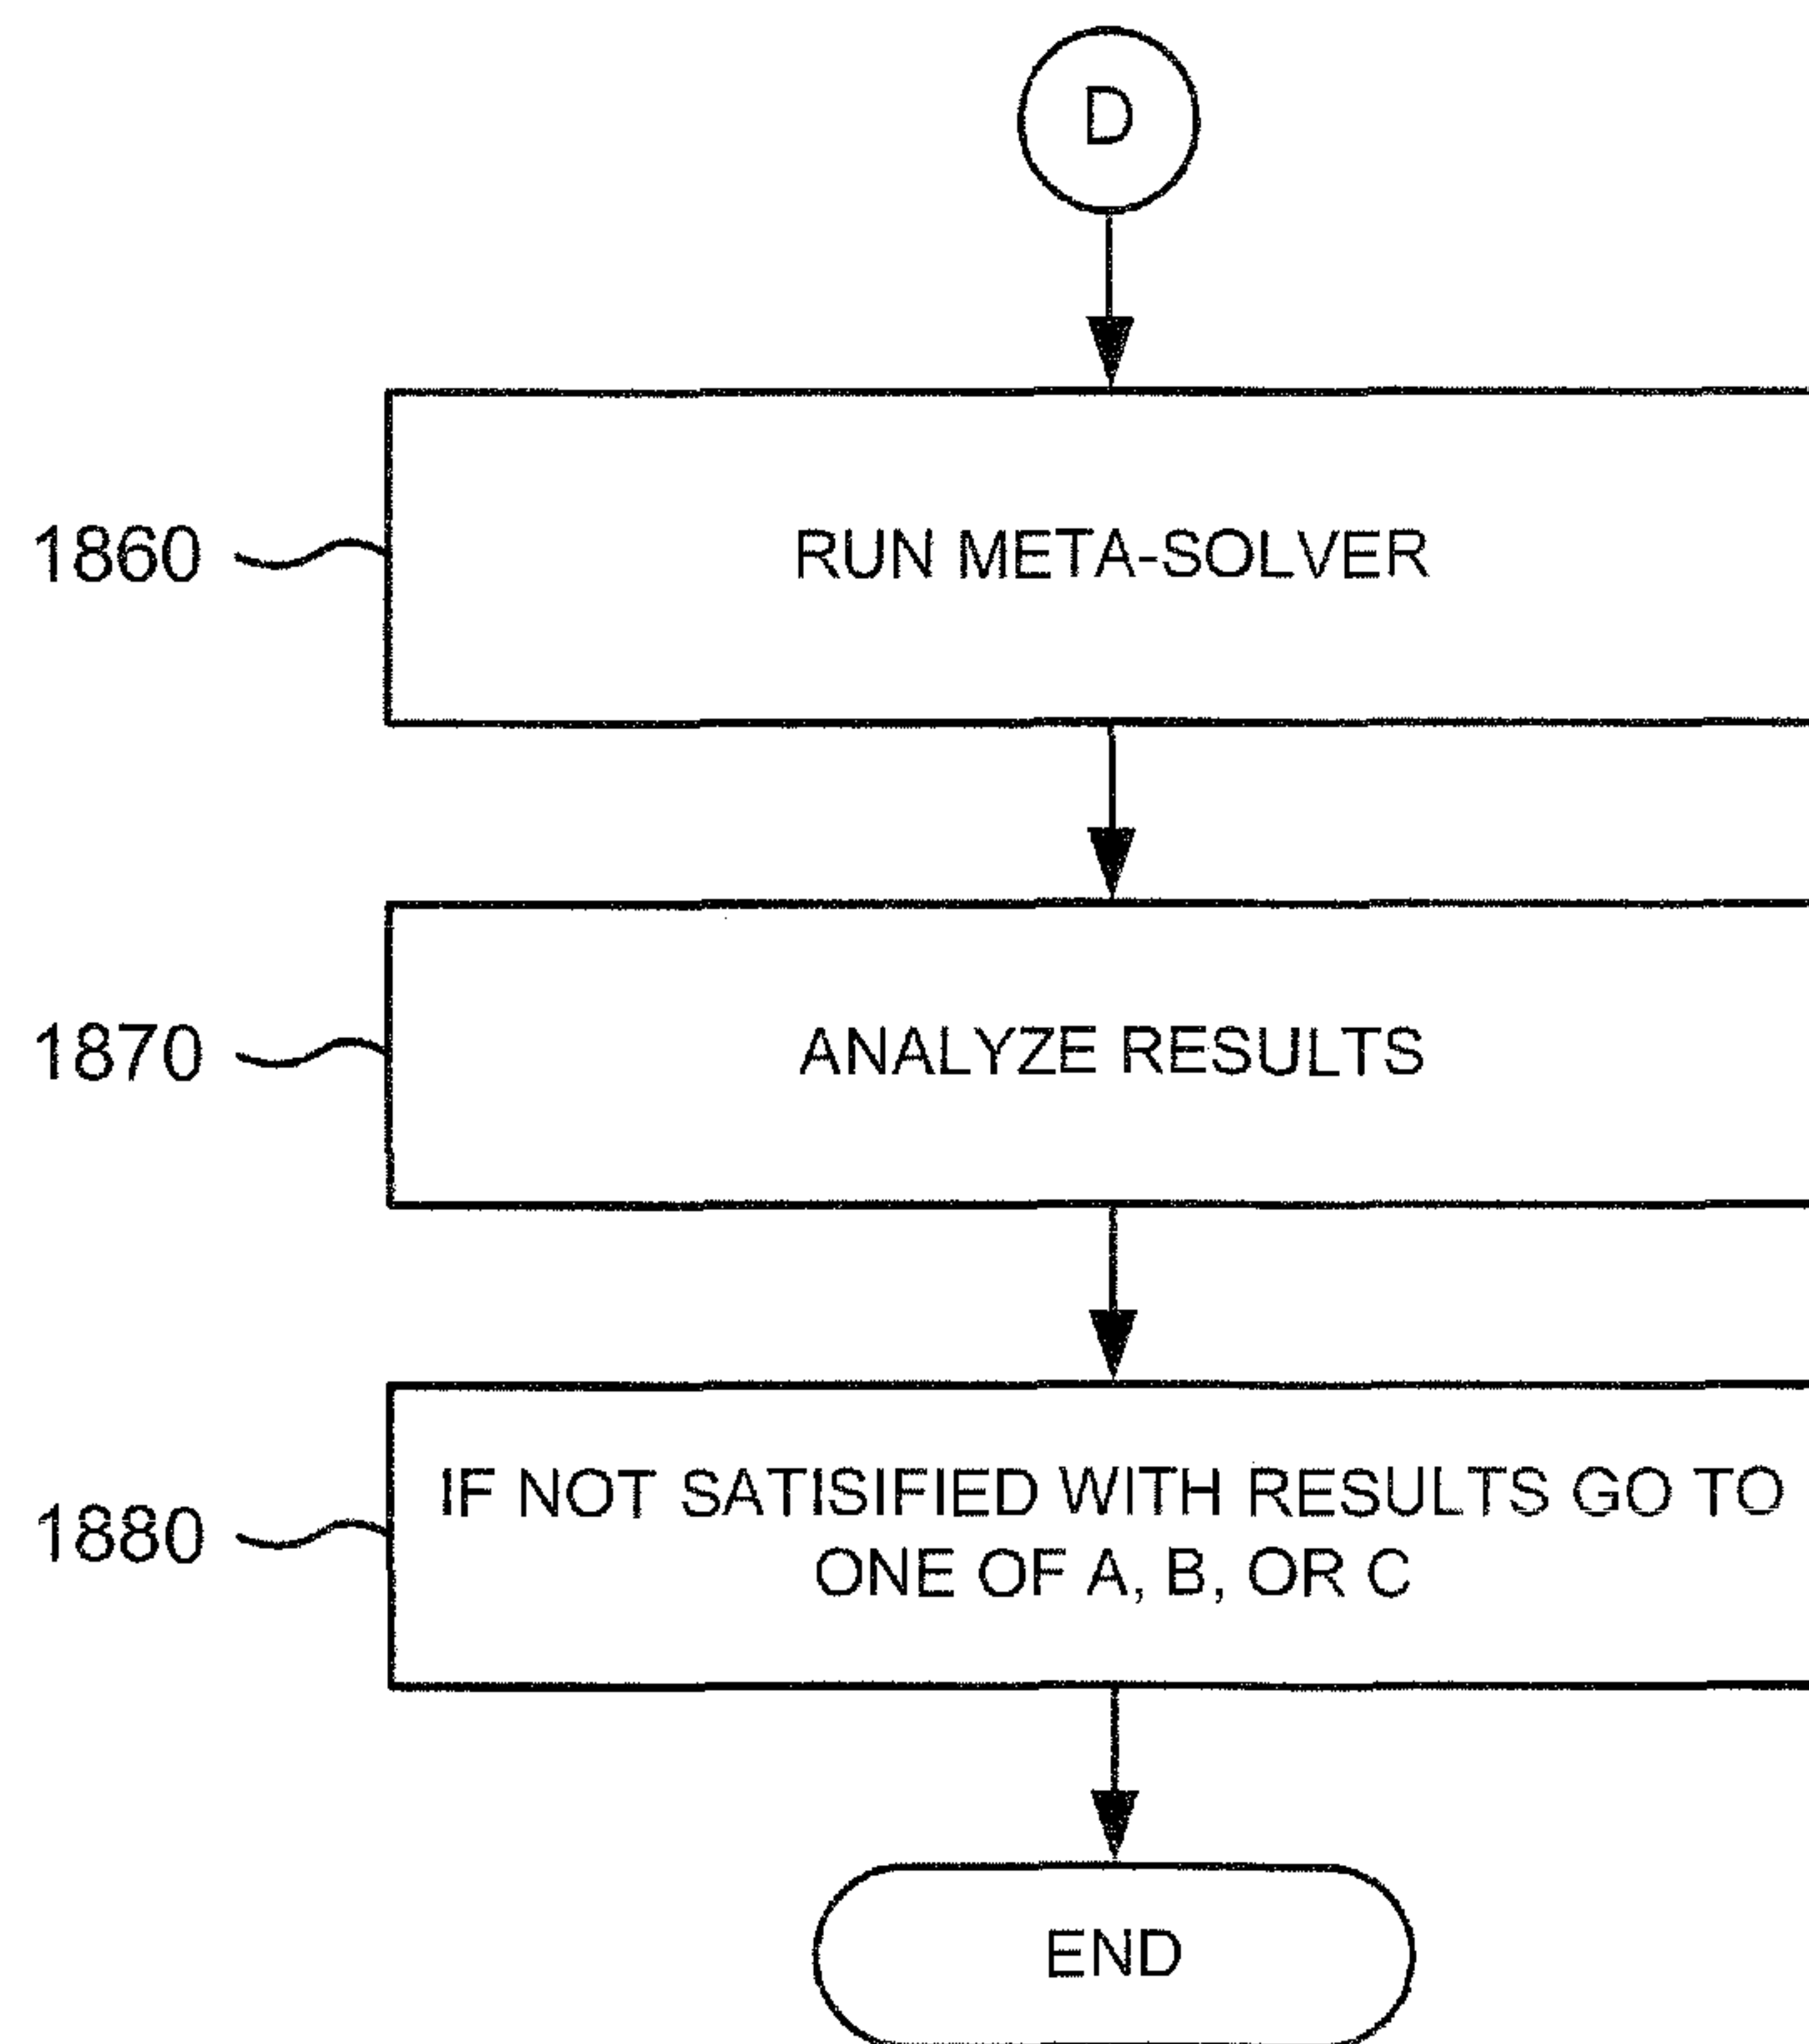 D
1860
RUN META-SOLVER
1870
ANALYZE RESULTS
1880
IF NOT SATISIFIED WITH RESULTS GO TO
ONE OF A, B, OR C
END